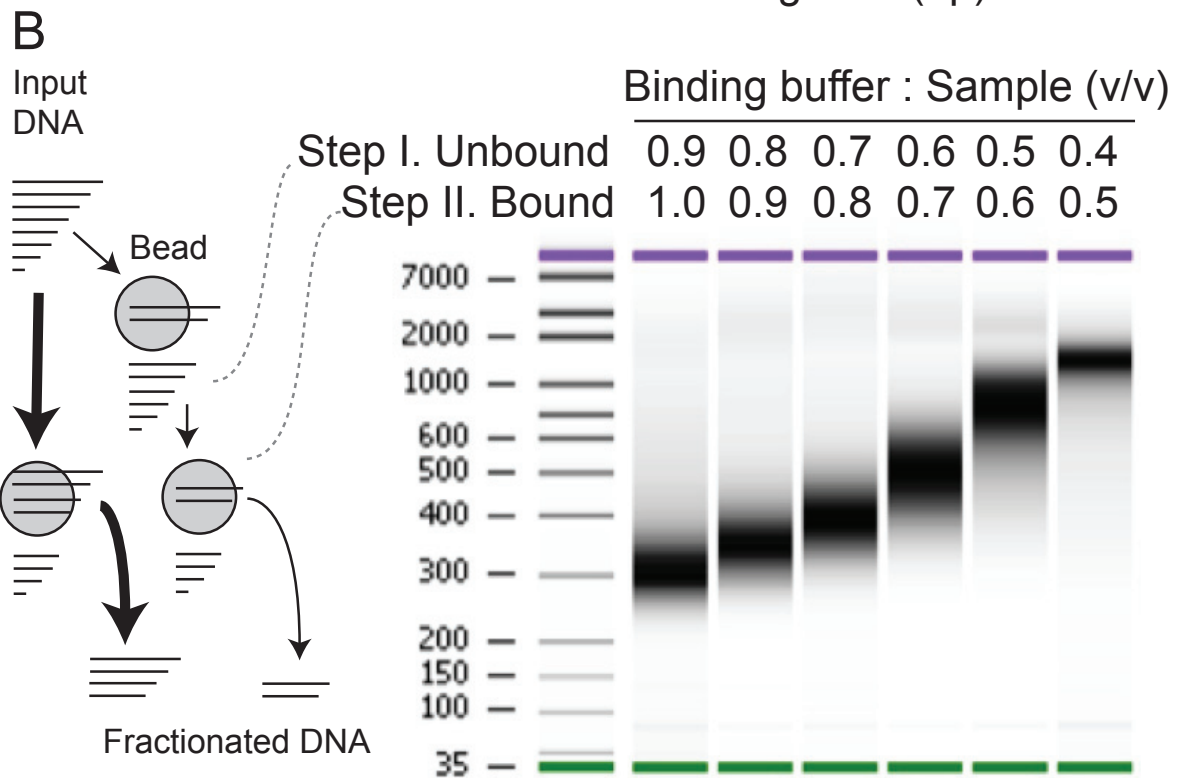 B
Input
DNA
Binding buffer : Sample (v/v)
Step I. Unbound 0.9 0.8 0.7 0.6 0.5 0.4
Step II. Bound 1.0 0.9 0.8 0.7 0.6 0.5
Bead
7000
2000
1000
600
500
400
300
200
150
100
35
Fractionated DNA